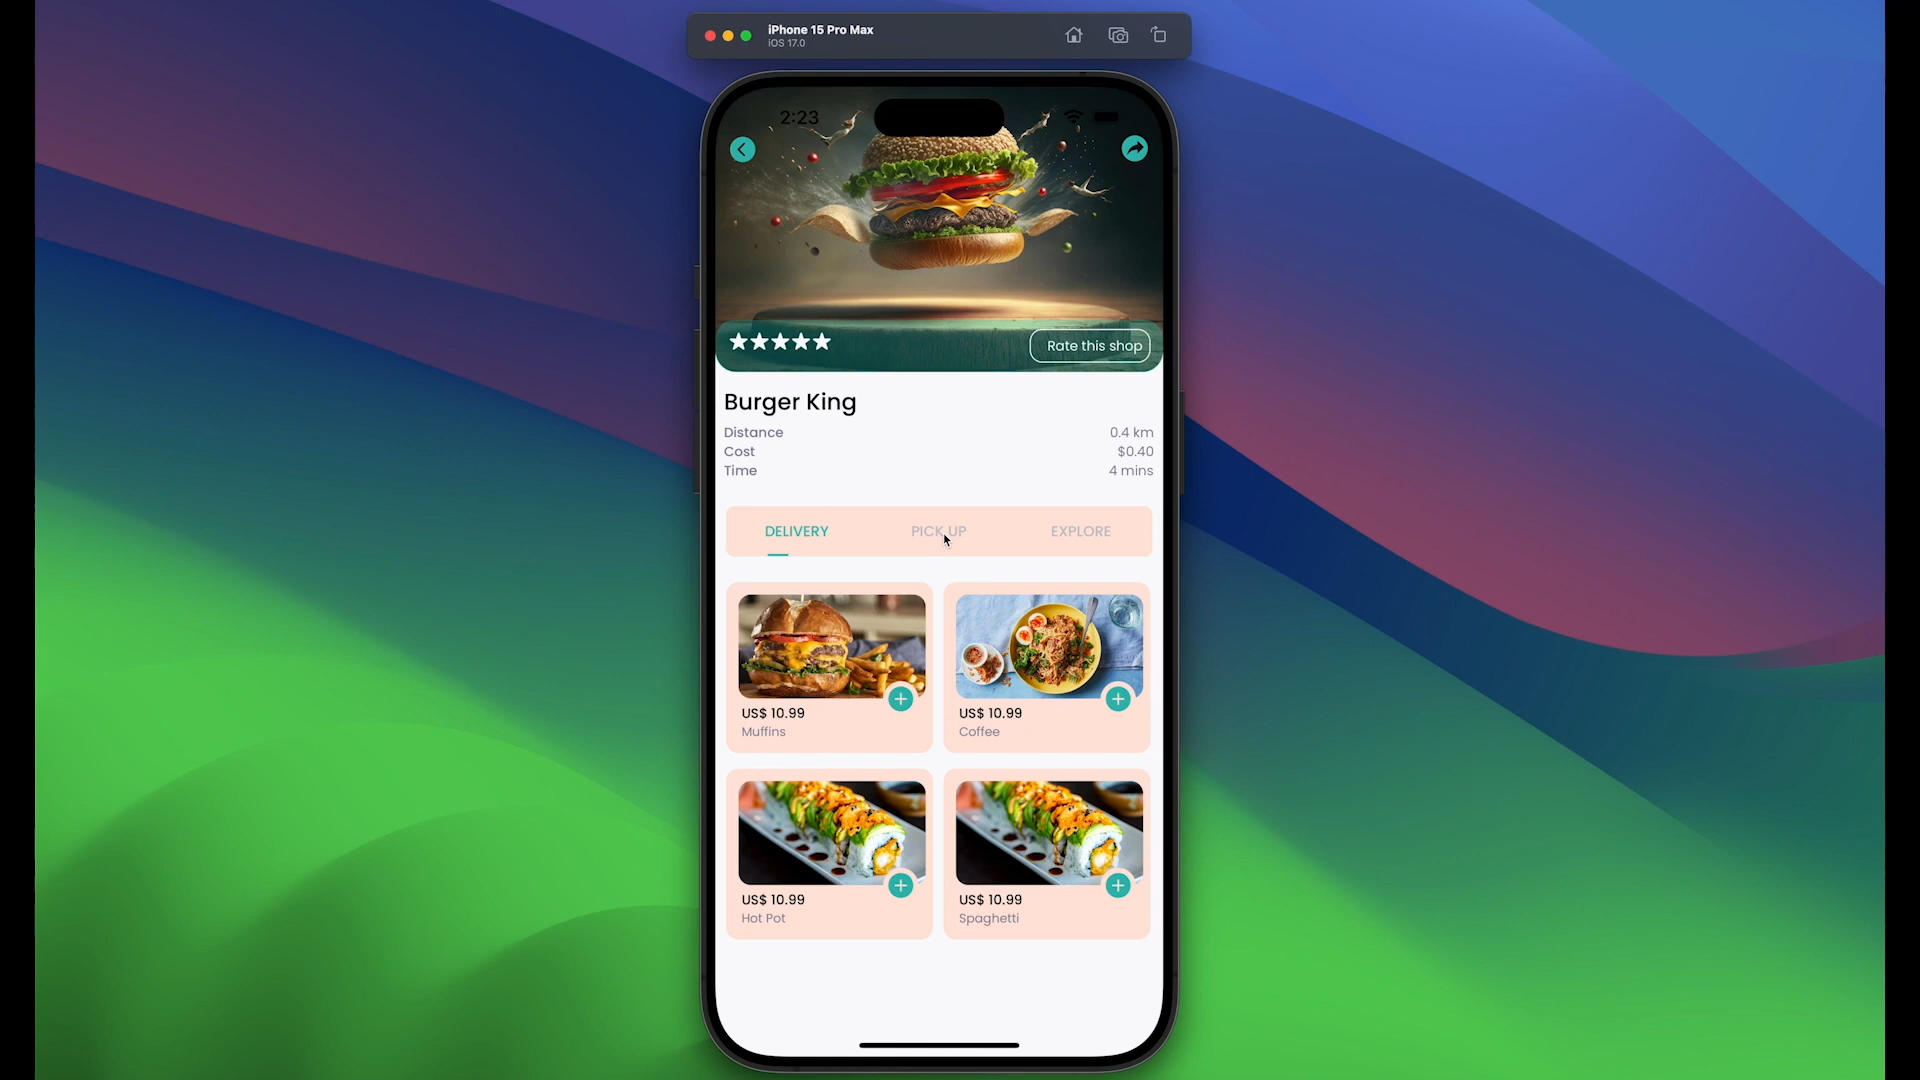 iPhone 15 Pro Max
iOS 17.0
2:23
Rate this shop
Burger King
Distance 0.4 km
Cost $0.40
Time 4 mins
DELIVERY PICK UP EXPLORE
US$ 10.99
Muffins
US$ 10.99
Coffee
US$ 10.99
Hot Pot
US$ 10.99
Spaghetti